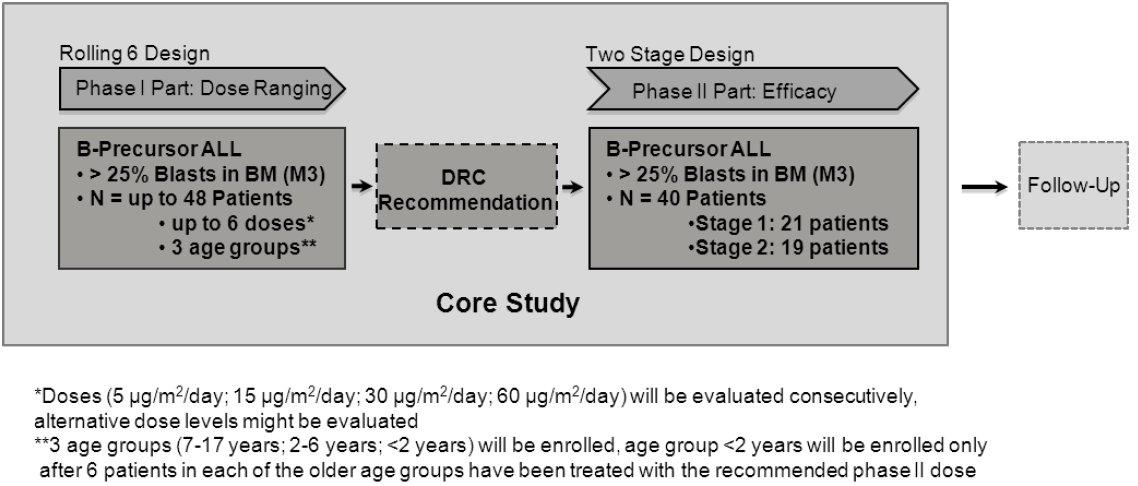 Rolling 6 Design
Phase I Part: Dose Ranging
B-Precursor ALL
• > 25% Blasts in BM (M3)
• N = up to 48 Patients
• up to 6 doses*
• 3 age groups**
DRC
Recommendation
Two Stage Design
Phase II Part: Efficacy
B-Precursor ALL
• > 25% Blasts in BM (M3)
• N = 40 Patients
•Stage 1: 21 patients
•Stage 2: 19 patients
Follow-Up
Core Study
*Doses (5 µg/m²/day; 15 µg/m²/day; 30 µg/m²/day; 60 µg/m²/day) will be evaluated consecutively,
alternative dose levels might be evaluated
**3 age groups (7-17 years; 2-6 years; <2 years) will be enrolled, age group <2 years will be enrolled only
after 6 patients in each of the older age groups have been treated with the recommended phase II dose